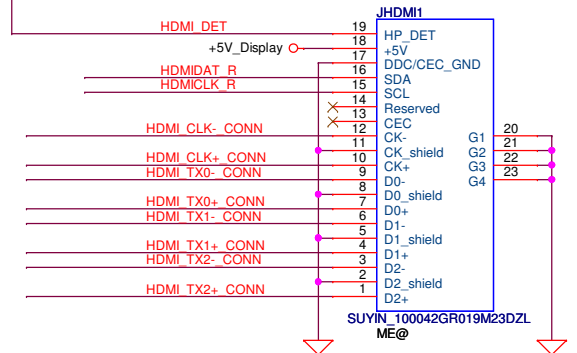 JHDMI1
HDMI_DET 19 HP_DET
+5V_Display 18 +5V
17 DDC/CEC_GND
HDMIDAT_R 16 SDA
HDMICLK_R 15 SCL
14 Reserved
13 CEC
HDMI_CLK-_CONN 12 CK- G1 20
11 CK_shield G2 21
HDMI_CLK+_CONN 10 CK+ G3 22
HDMI_TX0-_CONN 9 D0- G4 23
8 D0_shield
HDMI_TX0+_CONN 7 D0+
HDMI_TX1-_CONN 6 D1-
5 D1_shield
HDMI_TX1+_CONN 4 D1+
HDMI_TX2-_CONN 3 D2-
2 D2_shield
HDMI_TX2+_CONN 1 D2+
SUYIN_100042GR019M23DZL
ME@